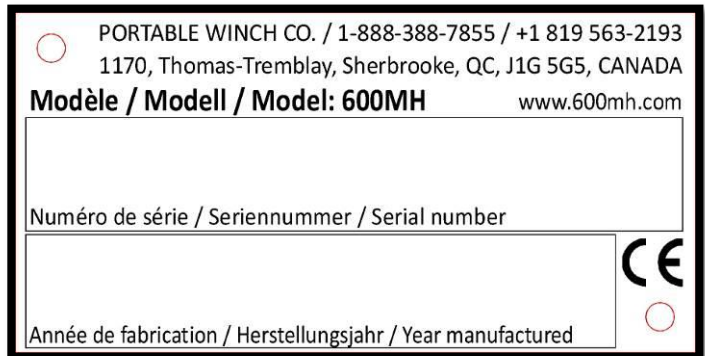 PORTABLE WINCH CO. / 1-888-388-7855 / +1 819 563-2193
1170, Thomas-Tremblay, Sherbrooke, QC, J1G 5G5, CANADA
Modèle / Modell / Model: 600MH www.600mh.com
Numéro de série / Seriennummer / Serial number
CE
Année de fabrication / Herstellungsjahr / Year manufactured